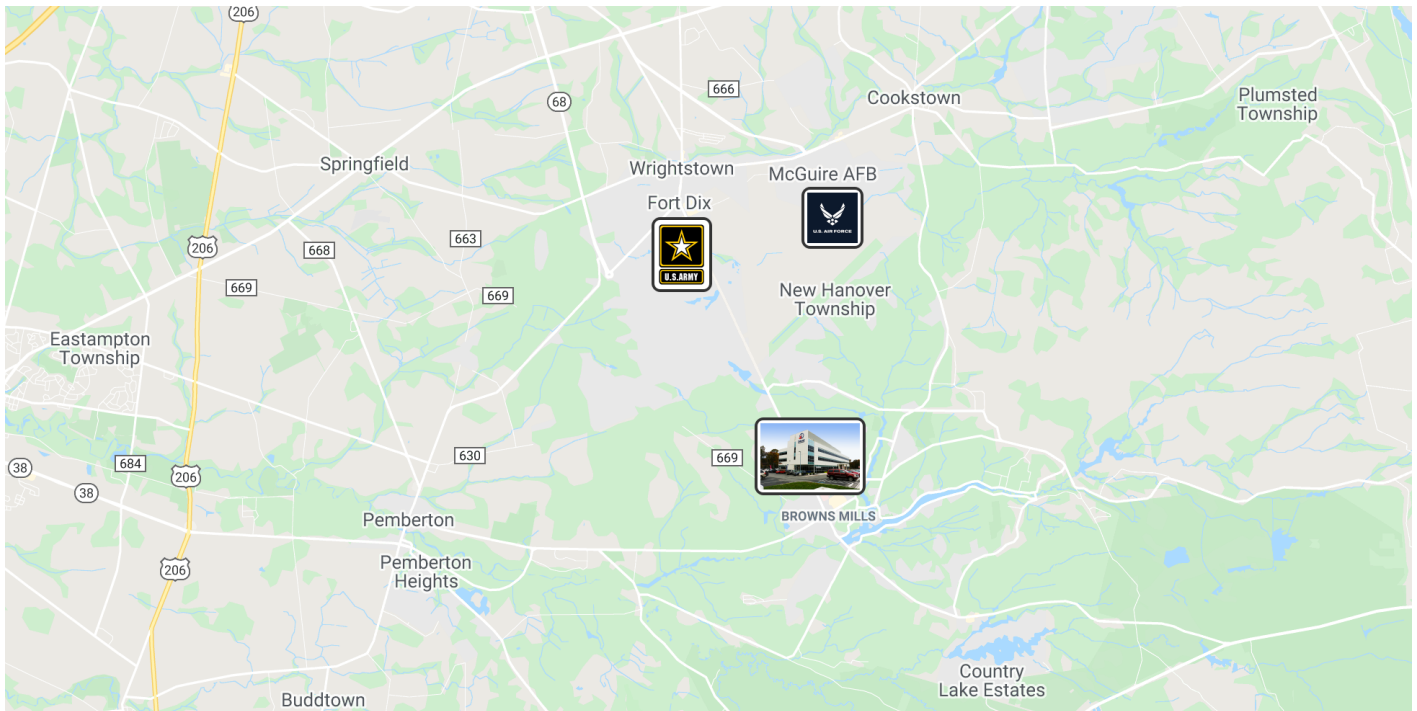 206
68
666
Cookstown
Plumsted
Township
Springfield
Wrightstown
McGuire AFB
Fort Dix
U.S. AIR FORCE
U.S.ARMY
206
668
663
669
669
New Hanover
Township
Eastampton
Township
38
684
206
38
630
669
Pemberton
BROWNS MILLS
206
Pemberton
Heights
Country
Lake Estates
Buddtown